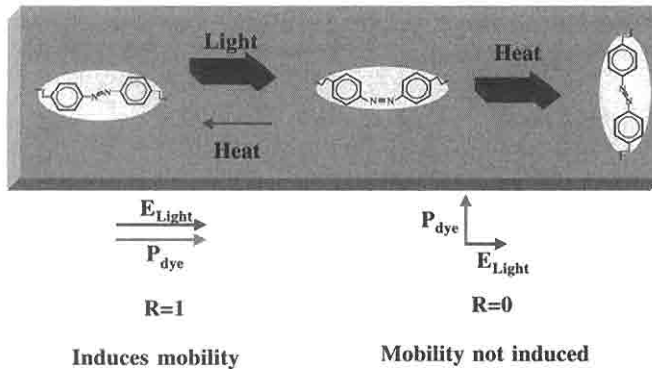 Light
Heat
N=N
N=N
Heat
E_Light
P_dye
P_dye
E_Light
R=1
R=0
Induces mobility
Mobility not induced